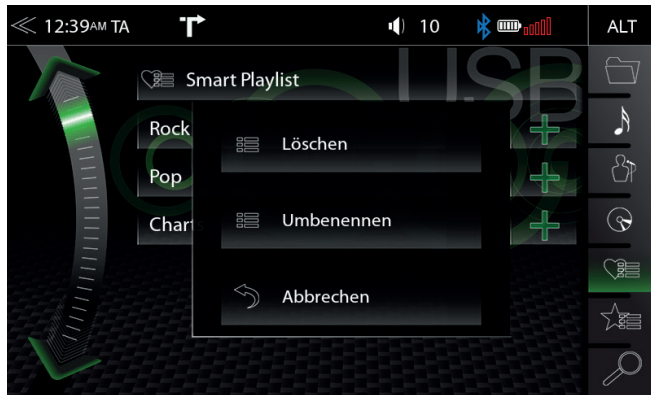 12:39AM TA 10 ALT
USB
Smart Playlist
Rock
Pop
Charts
Löschen
Umbenennen
Abbrechen